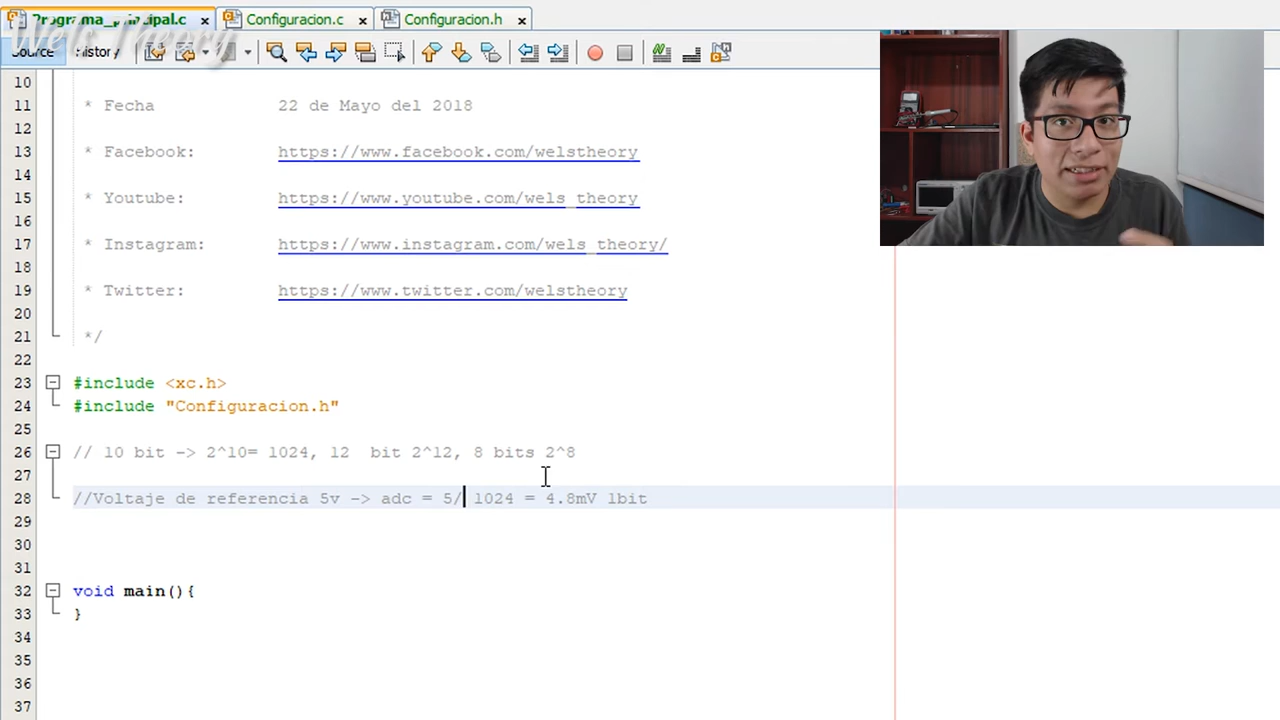 Programa_principal.c
Configuracion.c
Configuracion.h
Wels Theory
Source
History
10
11 * Fecha 22 de Mayo del 2018
12
13 * Facebook: https://www.facebook.com/welstheory
14
15 * Youtube: https://www.youtube.com/wels_theory
16
17 * Instagram: https://www.instagram.com/wels_theory/
18
19 * Twitter: https://www.twitter.com/welstheory
20
21 */
22
23 #include <xc.h>
24 #include "Configuracion.h"
25
26 // 10 bit -> 2^10= 1024, 12 bit 2^12, 8 bits 2^8
27
28 //Voltaje de referencia 5v -> adc = 5/ 1024 = 4.8mV 1bit
29
30
31
32 void main(){
33 }
34
35
36
37